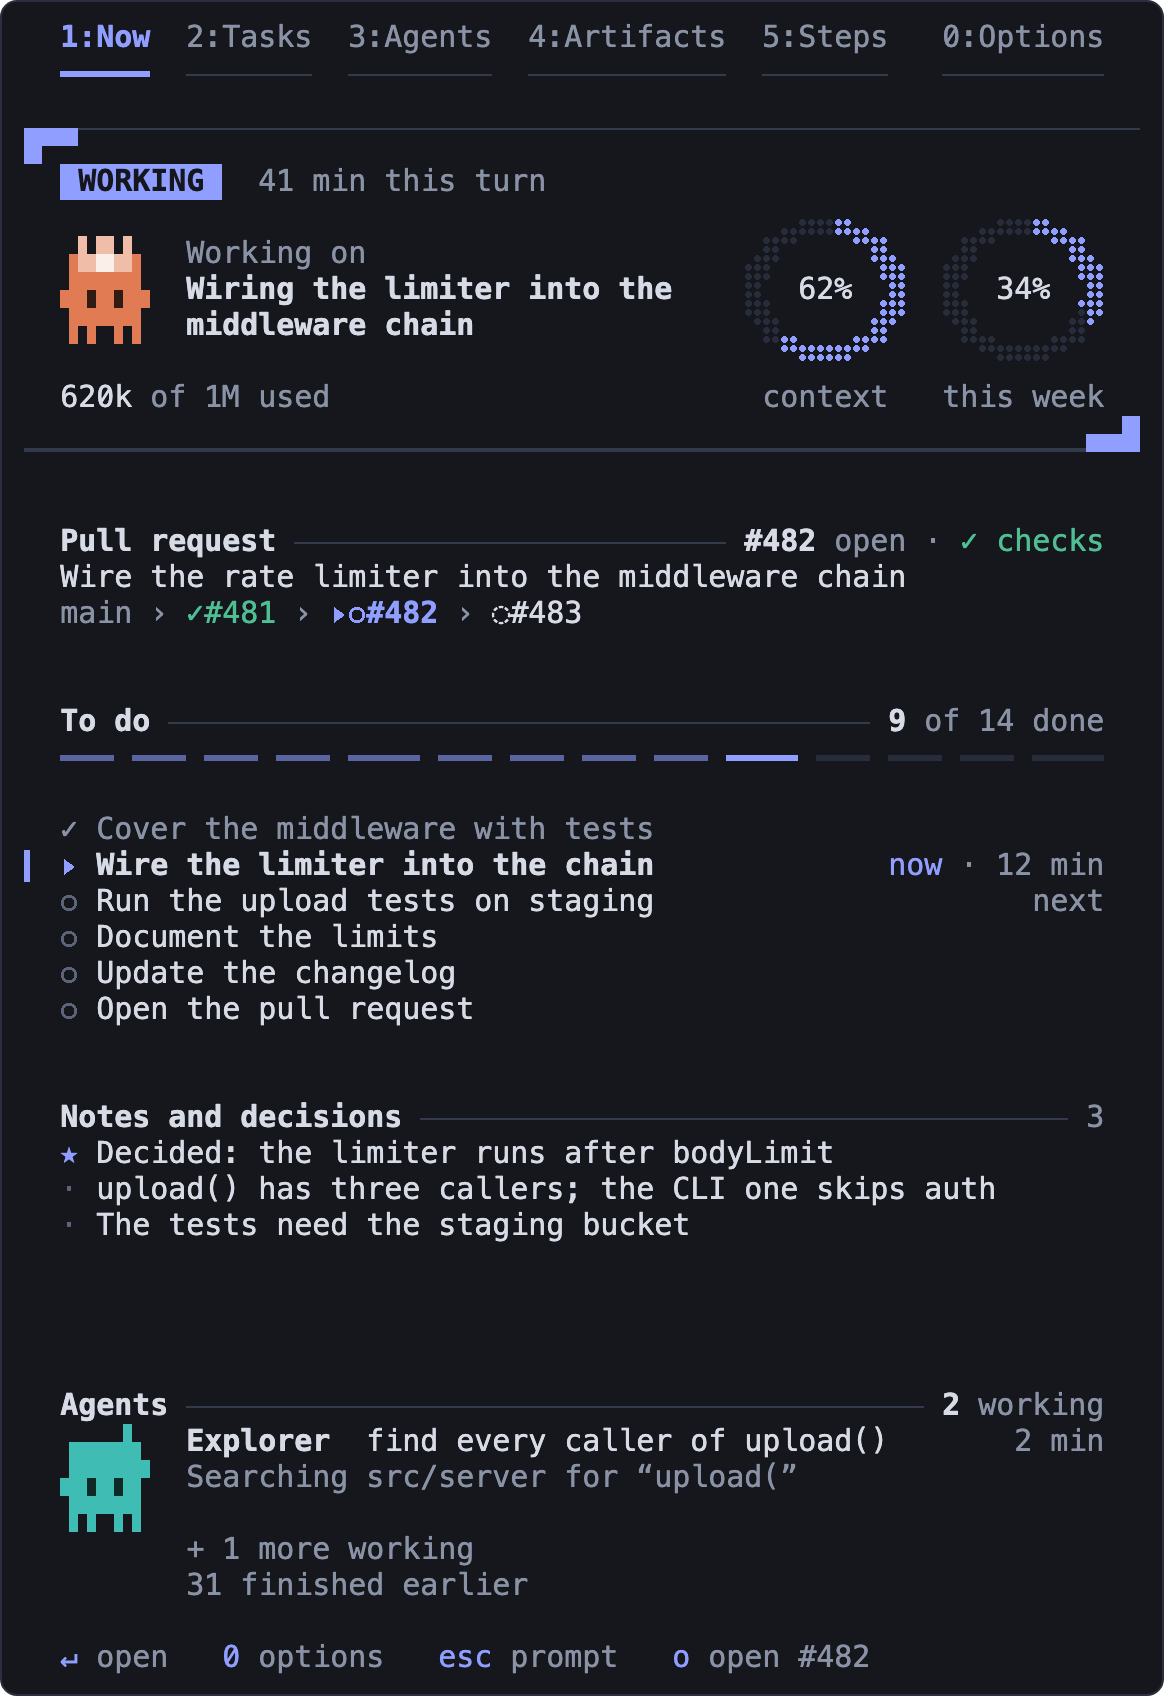 1:Now 2:Tasks 3:Agents 4:Artifacts 5:Steps 0:Options
WORKING 41 min this turn
Working on
Wiring the limiter into the
middleware chain
62%
34%
620k of 1M used
context
this week
Pull request #482 open · ✓ checks
Wire the rate limiter into the middleware chain
main › ✓#481 › ▸○#482 › ◌#483
To do 9 of 14 done
✓ Cover the middleware with tests
▸ Wire the limiter into the chain now · 12 min
○ Run the upload tests on staging next
○ Document the limits
○ Update the changelog
○ Open the pull request
Notes and decisions 3
★ Decided: the limiter runs after bodyLimit
· upload() has three callers; the CLI one skips auth
· The tests need the staging bucket
Agents 2 working
Explorer find every caller of upload() 2 min
Searching src/server for “upload(”
+ 1 more working
31 finished earlier
↵ open 0 options esc prompt o open #482